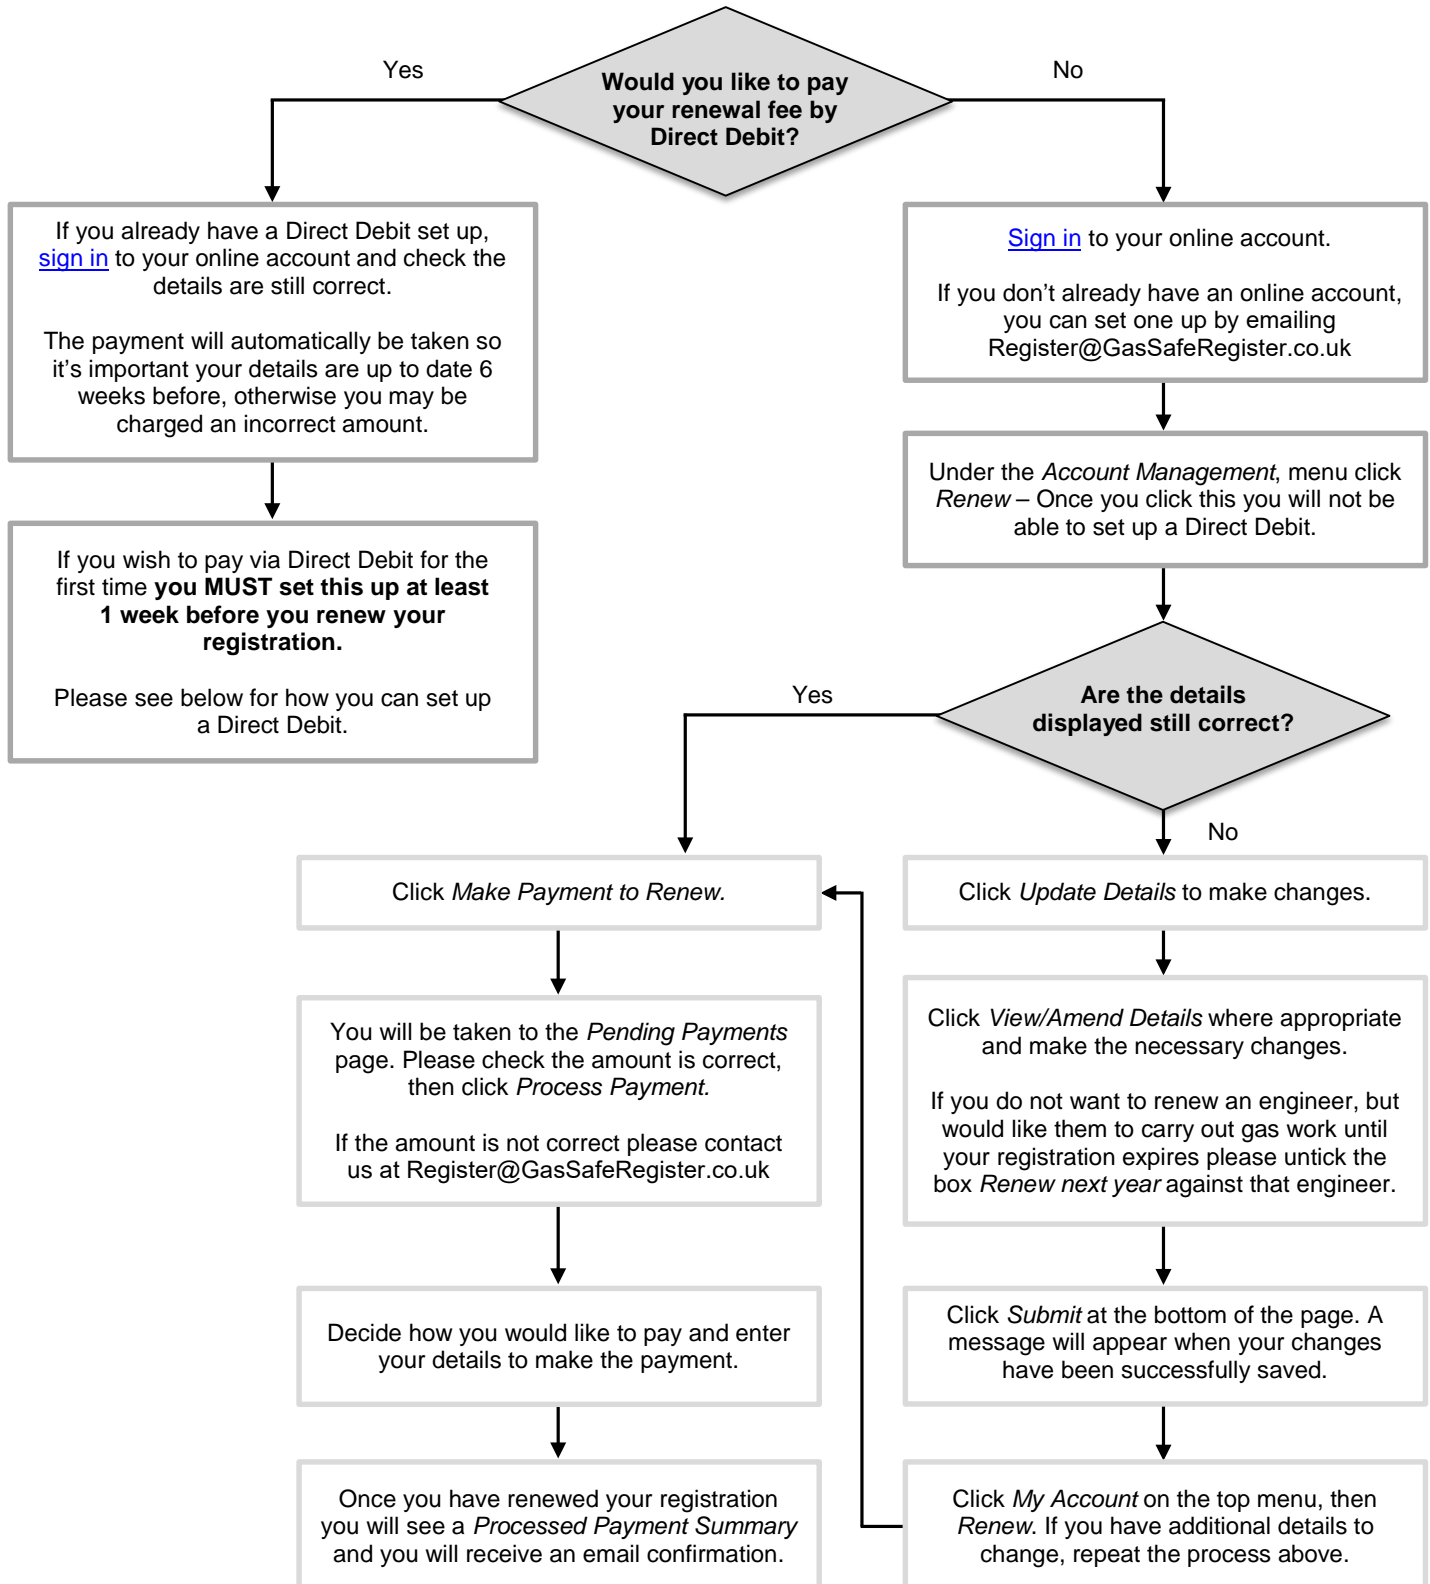 Would you like to pay
your renewal fee by
Direct Debit?
Yes
No
If you already have a Direct Debit set up,
sign in to your online account and check the
details are still correct.
The payment will automatically be taken so
it’s important your details are up to date 6
weeks before, otherwise you may be
charged an incorrect amount.
If you wish to pay via Direct Debit for the
first time you MUST set this up at least
1 week before you renew your
registration.
Please see below for how you can set up
a Direct Debit.
Sign in to your online account.
If you don’t already have an online account,
you can set one up by emailing
Register@GasSafeRegister.co.uk
Under the Account Management, menu click
Renew – Once you click this you will not be
able to set up a Direct Debit.
Are the details
displayed still correct?
Yes
No
Click Make Payment to Renew.
You will be taken to the Pending Payments
page. Please check the amount is correct,
then click Process Payment.
If the amount is not correct please contact
us at Register@GasSafeRegister.co.uk
Decide how you would like to pay and enter
your details to make the payment.
Once you have renewed your registration
you will see a Processed Payment Summary
and you will receive an email confirmation.
Click Update Details to make changes.
Click View/Amend Details where appropriate
and make the necessary changes.
If you do not want to renew an engineer, but
would like them to carry out gas work until
your registration expires please untick the
box Renew next year against that engineer.
Click Submit at the bottom of the page. A
message will appear when your changes
have been successfully saved.
Click My Account on the top menu, then
Renew. If you have additional details to
change, repeat the process above.